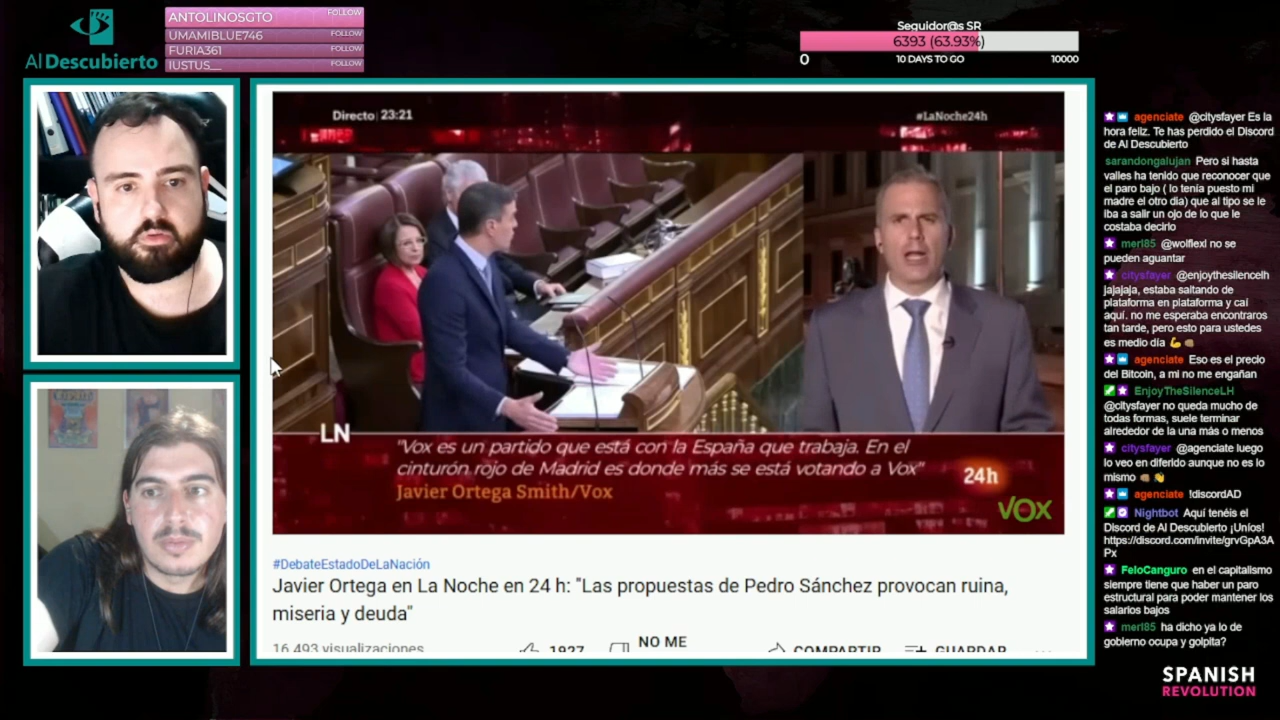 Al Descubierto
ANTOLINOSGTO FOLLOW
UMAMIBLUE746 FOLLOW
FURIA361 FOLLOW
IUSTUS__ FOLLOW
Seguidor@s SR
6393 (63.93%)
0 10 DAYS TO GO 10000
Directo 23:21
#LaNoche24h
LN
"Vox es un partido que está con la España que trabaja. En el
cinturón rojo de Madrid es donde más se está votando a Vox"
Javier Ortega Smith/Vox
24h
VOX
#DebateEstadoDeLaNación
Javier Ortega en La Noche en 24 h: "Las propuestas de Pedro Sánchez provocan ruina,
miseria y deuda"
16.493 visualizaciones
1927
NO ME
COMPARTIR
GUARDAR
agenciate @citysfayer Es la
hora feliz. Te has perdido el Discord
de Al Descubierto
sarandongalujan Pero si hasta
valles ha tenido que reconocer que
el paro bajo ( lo tenía puesto mi
madre el otro día) que al tipo se le
iba a salir un ojo de lo que le
costaba decirlo
merl85 @wolflexl no se
pueden aguantar
citysfayer @enjoythesilencelh
jajajaja, estaba saltando de
plataforma en plataforma y caí
aquí. no me esperaba encontraros
tan tarde, pero esto para ustedes
es medio día 💪👊
agenciate Eso es el precio
del Bitcoin, a mi no me engañan
EnjoyTheSilenceLH
@citysfayer no queda mucho de
todas formas, suele terminar
alrededor de la una más o menos
citysfayer @agenciate luego
lo veo en diferido aunque no es lo
mismo 👊👏
agenciate !discordAD
Nightbot Aquí tenéis el
Discord de Al Descubierto ¡Uníos!
https://discord.com/invite/grvGpA3A
Px
FeloCanguro en el capitalismo
siempre tiene que haber un paro
estructural para poder mantener los
salarios bajos
merl85 ha dicho ya lo de
gobierno ocupa y golpita?
SPANISH
REVOLUTION